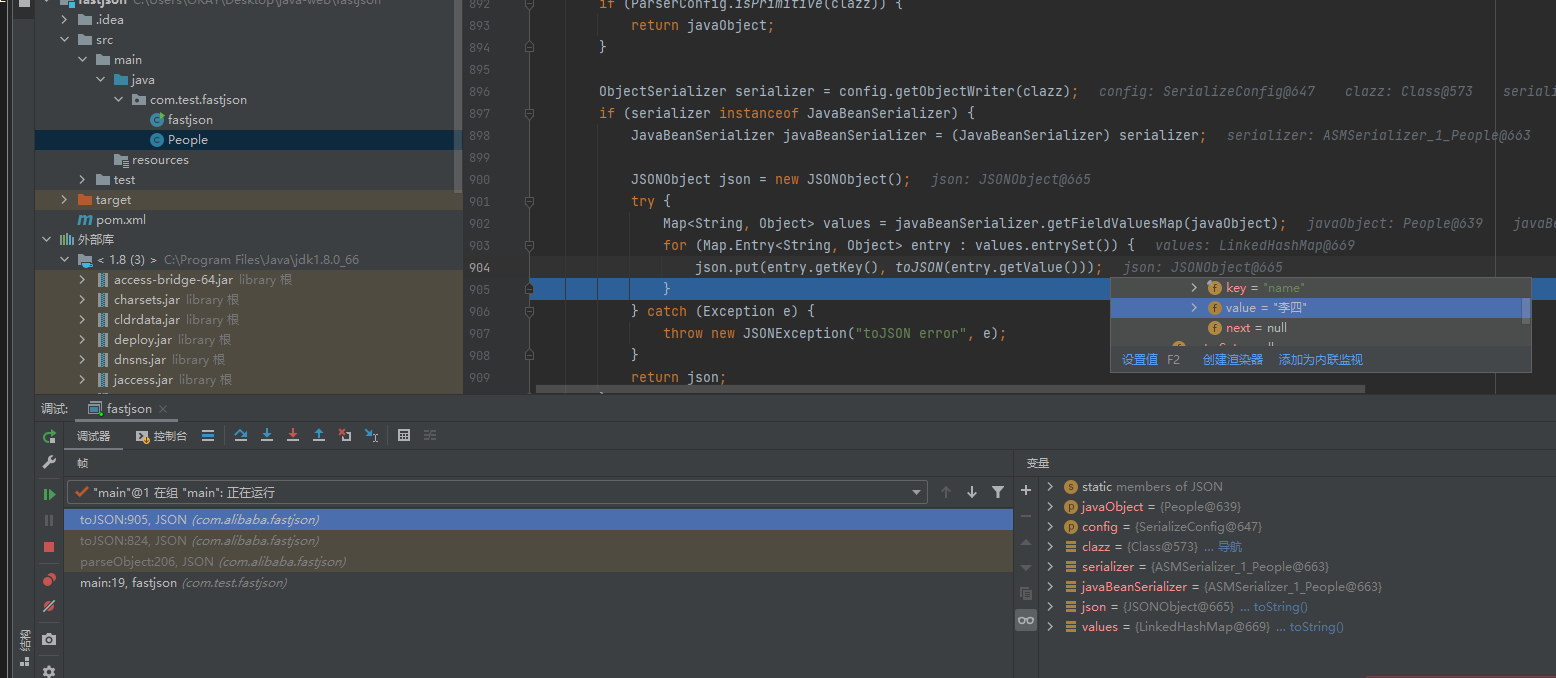 fastjson C:\Users\OKAY\Desktop\java-web\fastjson
.idea
src
main
java
com.test.fastjson
fastjson
People
resources
test
target
pom.xml
外部库
< 1.8 (3) > C:\Program Files\Java\jdk1.8.0_66
access-bridge-64.jar library 根
charsets.jar library 根
cldrdata.jar library 根
deploy.jar library 根
dnsns.jar library 根
jaccess.jar library 根
892 if (ParserConfig.isPrimitive(clazz)) {
893 return javaObject;
894 }
895
896 ObjectSerializer serializer = config.getObjectWriter(clazz); config: SerializeConfig@647 clazz: Class@573 seriali
897 if (serializer instanceof JavaBeanSerializer) {
898 JavaBeanSerializer javaBeanSerializer = (JavaBeanSerializer) serializer; serializer: ASMSerializer_1_People@663
899
900 JSONObject json = new JSONObject(); json: JSONObject@665
901 try {
902 Map<String, Object> values = javaBeanSerializer.getFieldValuesMap(javaObject); javaObject: People@639 javaB
903 for (Map.Entry<String, Object> entry : values.entrySet()) { values: LinkedHashMap@669
904 json.put(entry.getKey(), toJSON(entry.getValue())); json: JSONObject@665
905 }
906 } catch (Exception e) {
907 throw new JSONException("toJSON error", e);
908 }
909 return json;
key = "name"
value = "李四"
next = null
设置值 F2 创建渲染器 添加为内联监视
调试: fastjson
调试器 控制台
帧
"main"@1 在组 "main": 正在运行
toJSON:905, JSON (com.alibaba.fastjson)
toJSON:824, JSON (com.alibaba.fastjson)
parseObject:206, JSON (com.alibaba.fastjson)
main:19, fastjson (com.test.fastjson)
变量
static members of JSON
javaObject = {People@639}
config = {SerializeConfig@647}
clazz = {Class@573} ... 导航
serializer = {ASMSerializer_1_People@663}
javaBeanSerializer = {ASMSerializer_1_People@663}
json = {JSONObject@665} ... toString()
values = {LinkedHashMap@669} ... toString()
结构